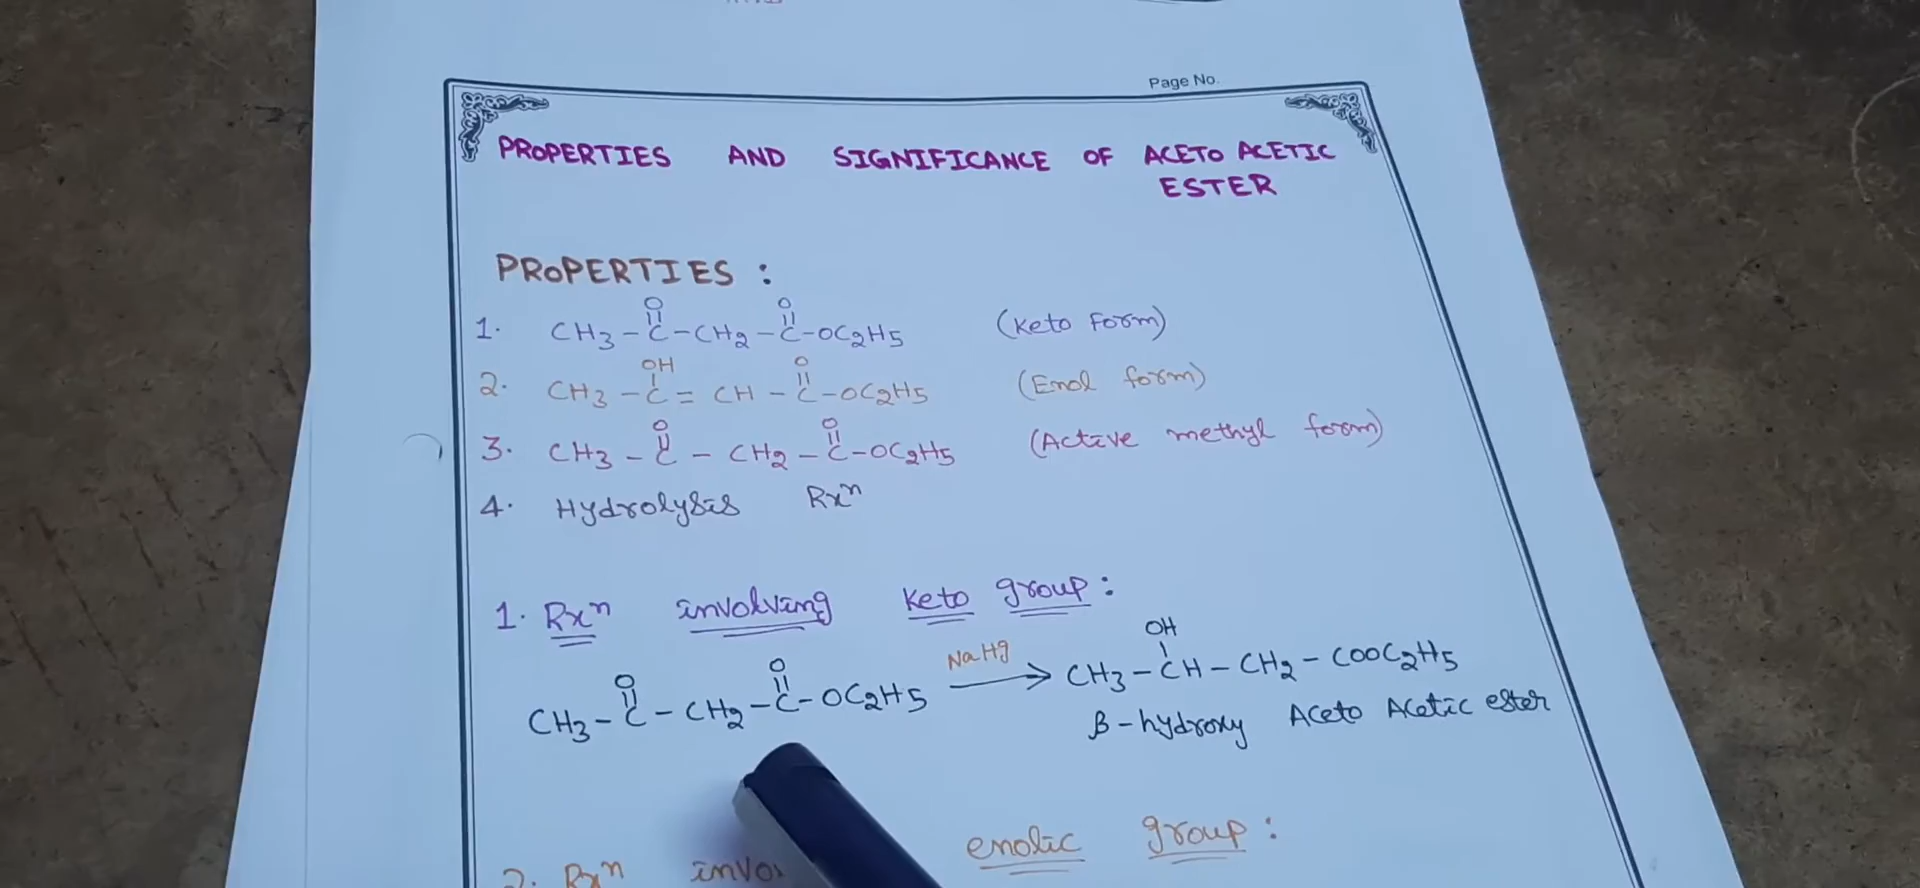 Page No.
PROPERTIES AND SIGNIFICANCE OF ACETO ACETIC
ESTER
PROPERTIES :
O O
1. CH3 - C - CH2 - C - OC2H5 (Keto Form)
OH O
2. CH3 - C = CH - C - OC2H5 (Enol form)
O O
3. CH3 - C - CH2 - C - OC2H5 (Active methyl form)
4. Hydrolysis Rxn
1. Rxn involving Keto group :
OH
O O NaHg
CH3 - C - CH2 - C - OC2H5 → CH3 - CH - CH2 - COOC2H5
β - hydroxy Aceto Acetic ester
2. Rxn enolic group :